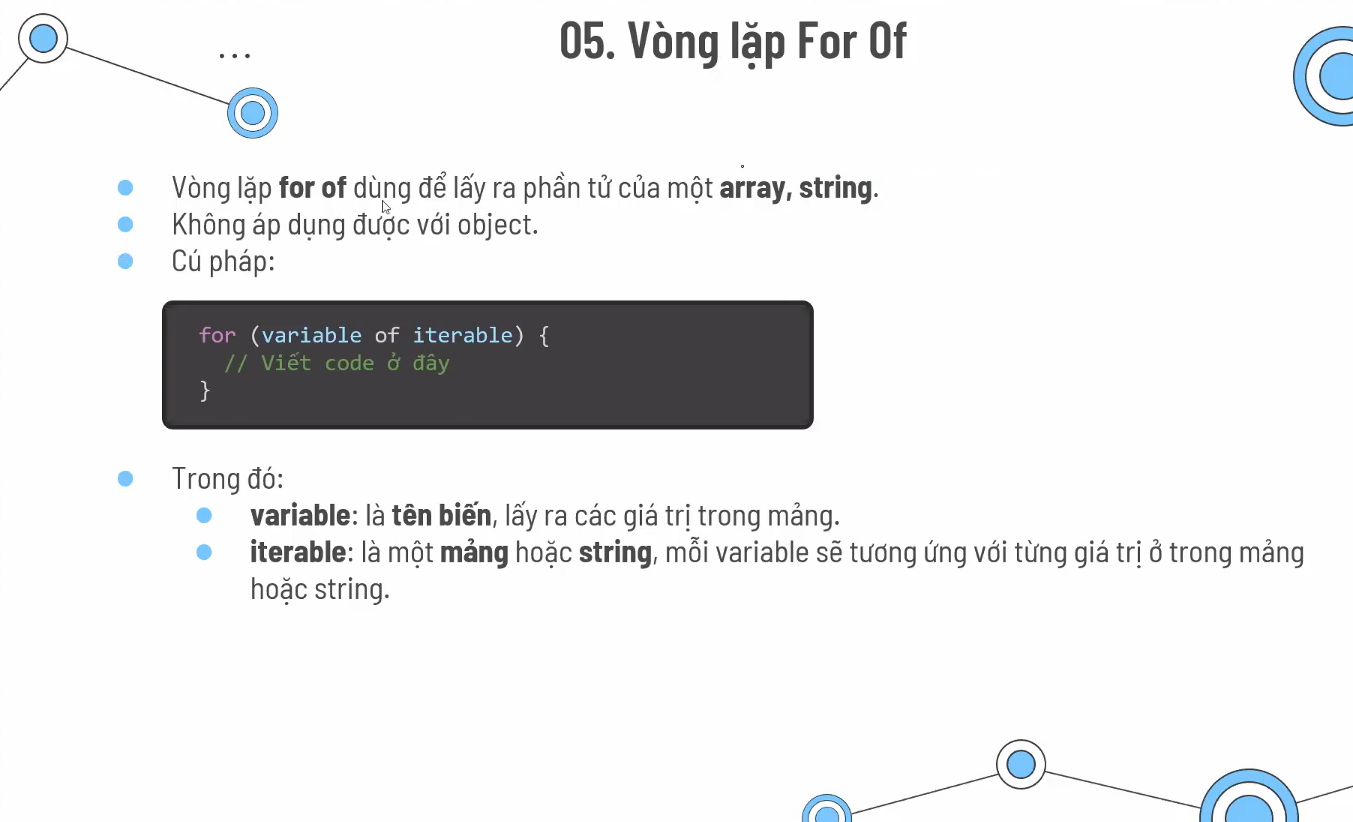 ...
05. Vòng lặp For Of
Vòng lặp for of dùng để lấy ra phần tử của một array, string.
Không áp dụng được với object.
Cú pháp:
for (variable of iterable) {
// Viết code ở đây
}
Trong đó:
variable: là tên biến, lấy ra các giá trị trong mảng.
iterable: là một mảng hoặc string, mỗi variable sẽ tương ứng với từng giá trị ở trong mảng
hoặc string.